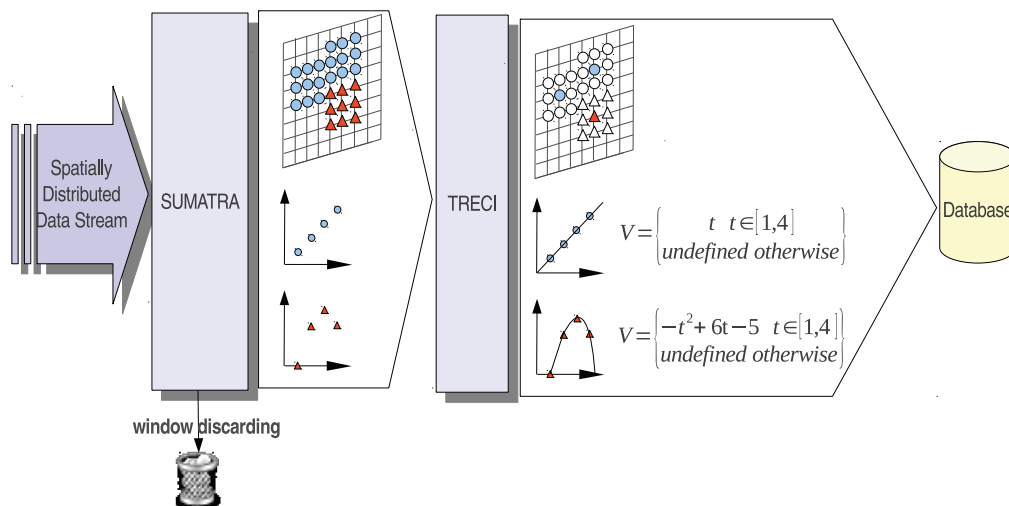 Spatially
Distributed
Data Stream
SUMATRA
window discarding
TRECI
V={ t  t∈[1,4]
undefined otherwise }
V={ −t²+6t−5  t∈[1,4]
undefined otherwise }
Database